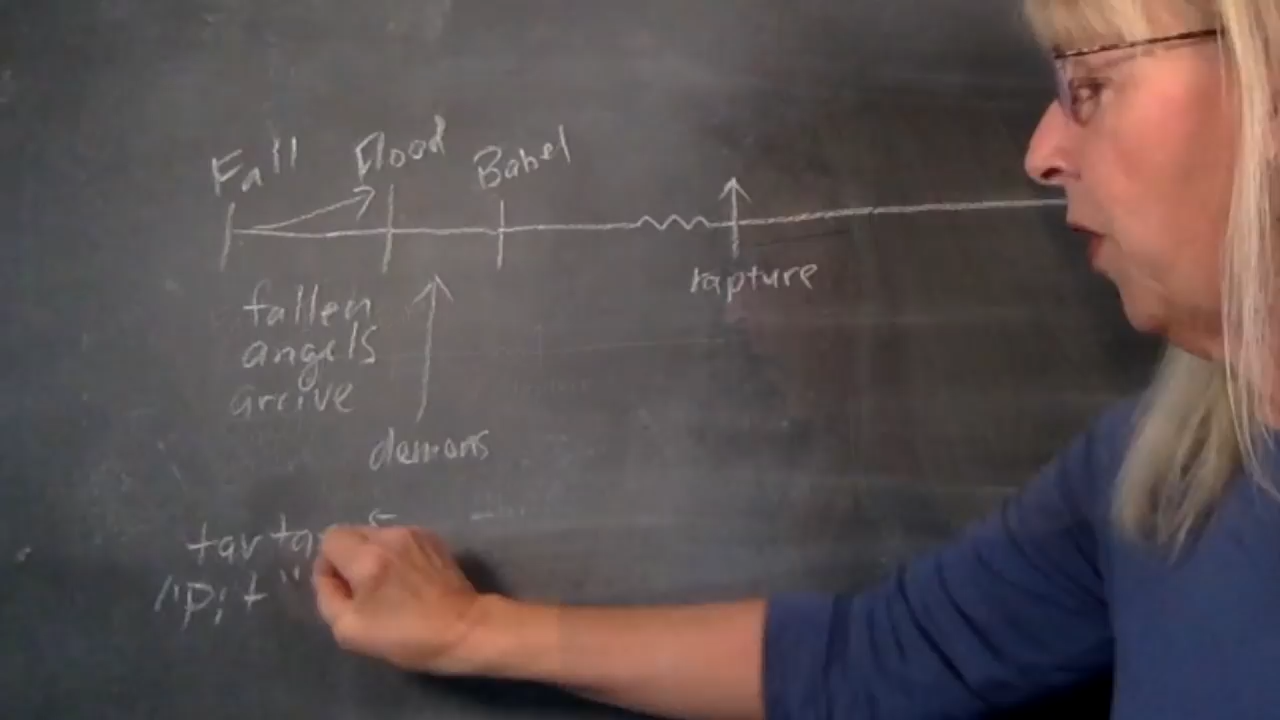 Fall Flood Babel
rapture
fallen
angels
arrive
demons
"pit"